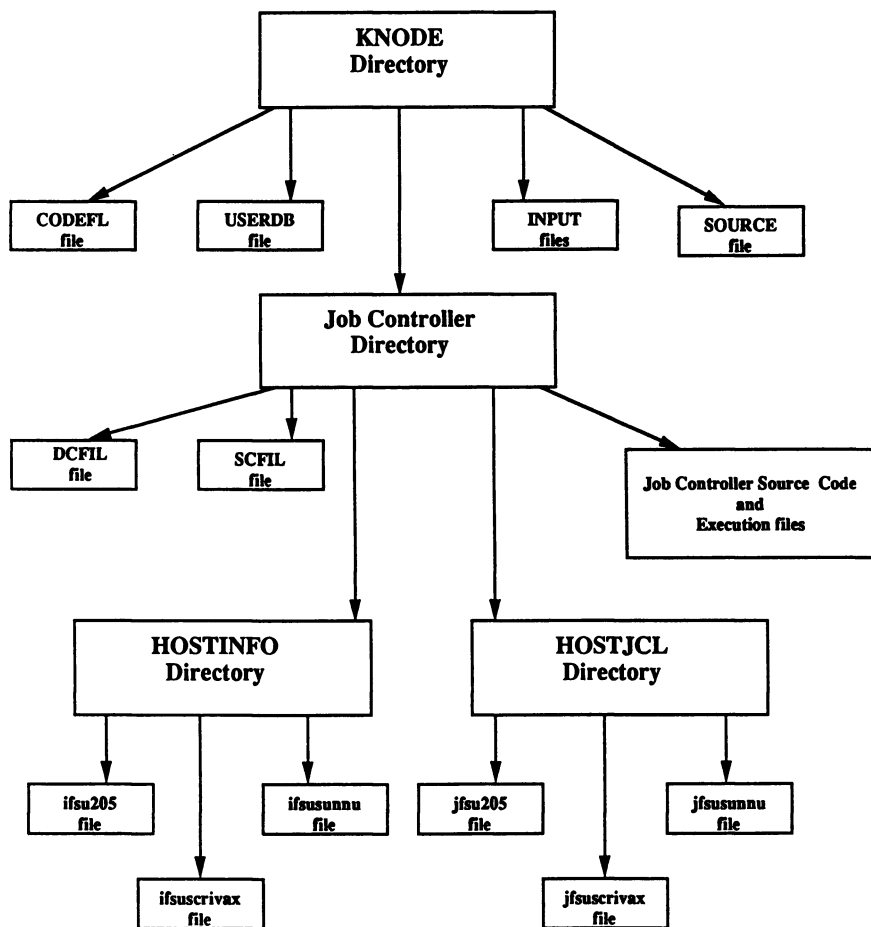 KNODE
Directory
CODEFL
file
USERDB
file
INPUT
files
SOURCE
file
Job Controller
Directory
DCFIL
file
SCFIL
file
Job Controller Source Code
and
Execution files
HOSTINFO
Directory
HOSTJCL
Directory
ifsu205
file
ifsusunnu
file
jfsu205
file
jfsusunnu
file
ifsuscrivax
file
jfsuscrivax
file